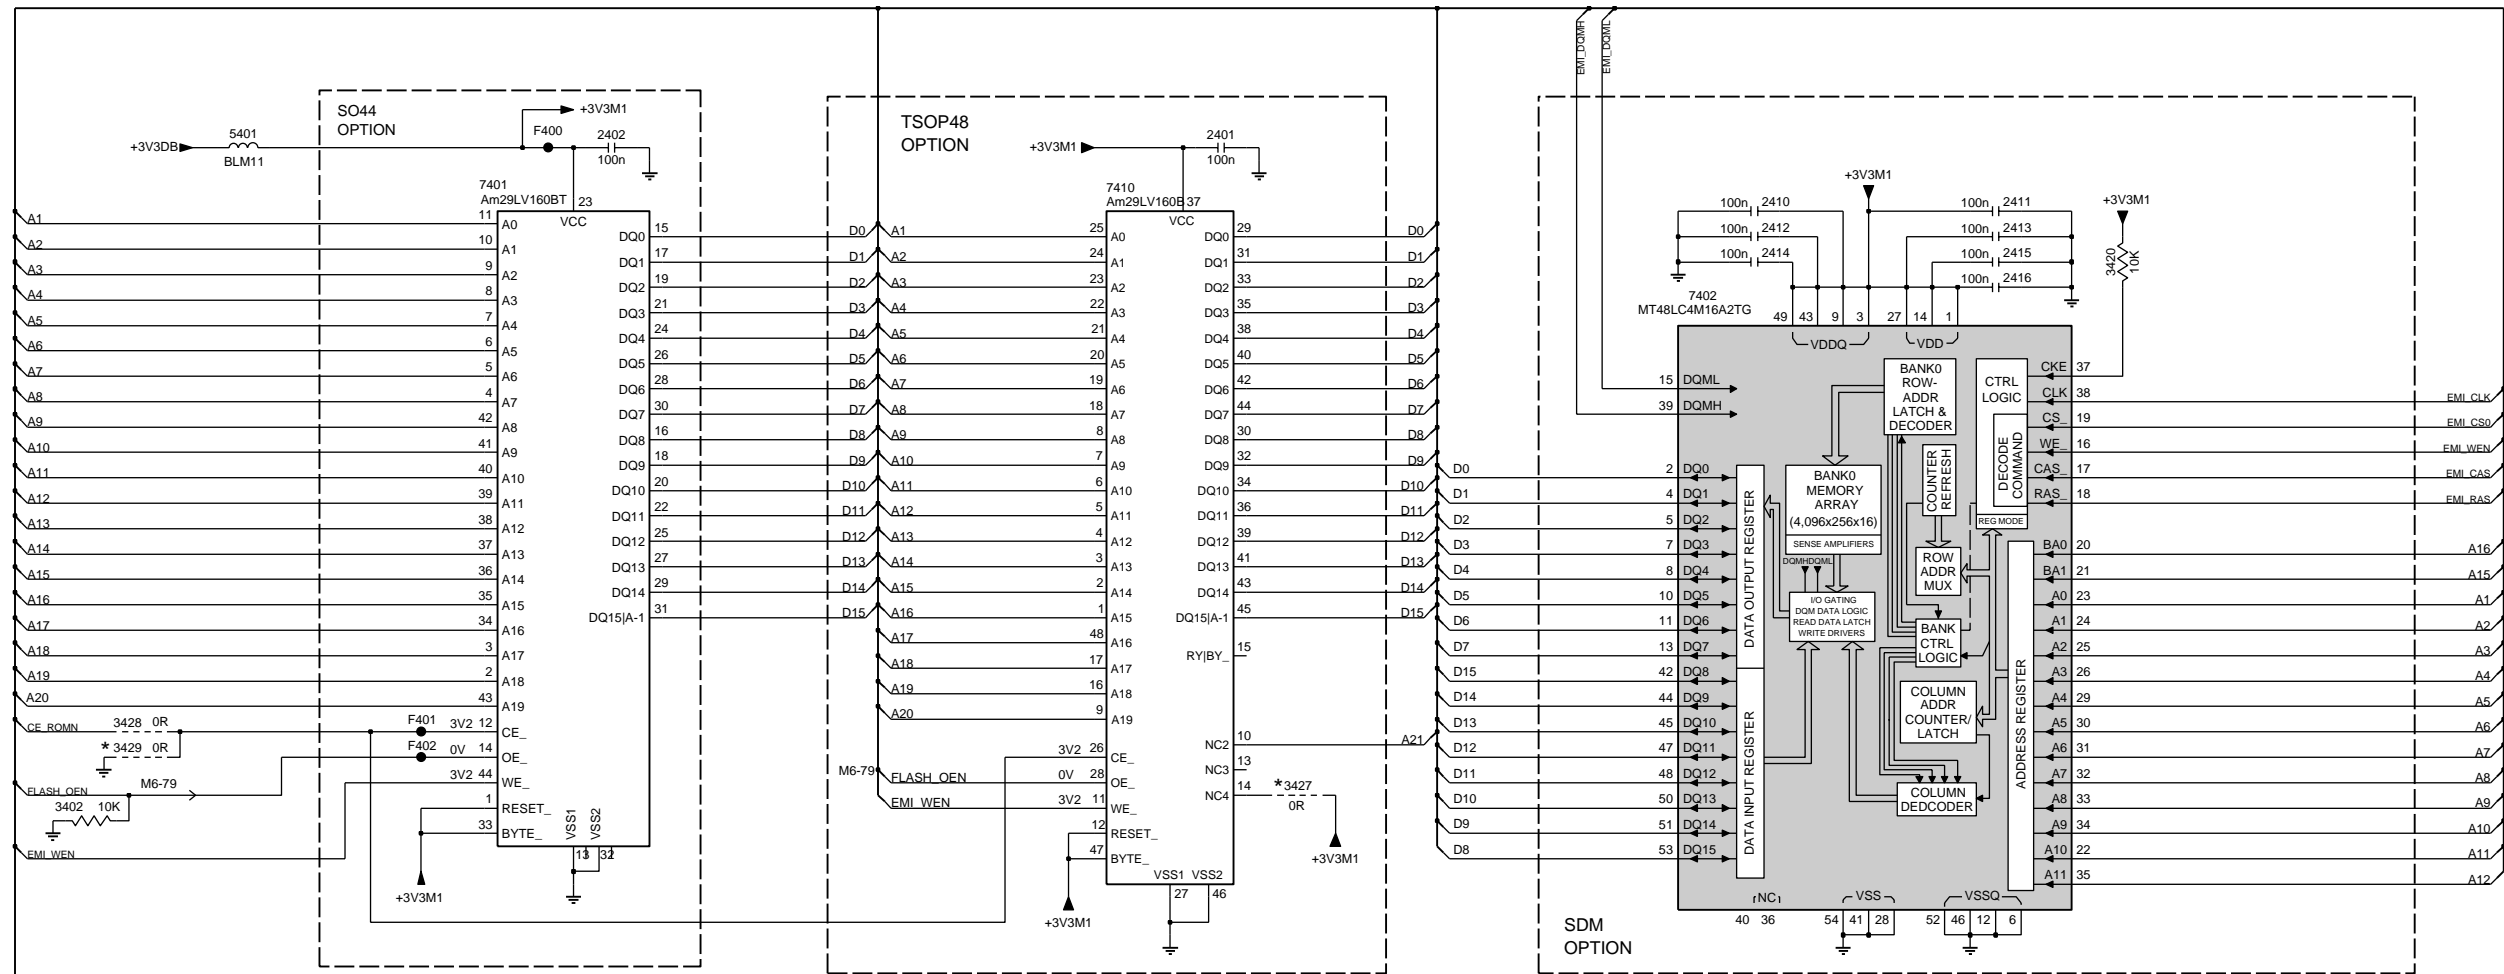 EMI_DQMH
EMI_DQML
SO44
OPTION
+3V3M1
F400
2402
100n
+3V3DB
5401
BLM11
7401
Am29LV160BT
23
VCC
A1 11 A0
A2 10 A1
A3 9 A2
A4 8 A3
A5 7 A4
A6 6 A5
A7 5 A6
A8 4 A7
A9 42 A8
A10 41 A9
A11 40 A10
A12 39 A11
A13 38 A12
A14 37 A13
A15 36 A14
A16 35 A15
A17 34 A16
A18 3 A17
A19 2 A18
A20 43 A19
CE_ROMN 3428 0R F401 3V2 12 CE_
* 3429 0R F402 0V 14 OE_
3V2 44 WE_
FLASH_OEN M6-79
3402 10K
1 RESET_
33 BYTE_
EMI_WEN
+3V3M1
VSS1 VSS2
13 32
DQ0 15 D0
DQ1 17 D1
DQ2 19 D2
DQ3 21 D3
DQ4 24 D4
DQ5 26 D5
DQ6 28 D6
DQ7 30 D7
DQ8 16 D8
DQ9 18 D9
DQ10 20 D10
DQ11 22 D11
DQ12 25 D12
DQ13 27 D13
DQ14 29 D14
DQ15|A-1 31 D15
TSOP48
OPTION
+3V3M1
2401
100n
7410
Am29LV160B
37
VCC
A1 25 A0
A2 24 A1
A3 23 A2
A4 22 A3
A5 21 A4
A6 20 A5
A7 19 A6
A8 18 A7
A9 8 A8
A10 7 A9
A11 6 A10
A12 5 A11
A13 4 A12
A14 3 A13
A15 2 A14
A16 1 A15
A17 48 A16
A18 17 A17
A19 16 A18
A20 9 A19
3V2 26 CE_
M6-79 FLASH_OEN 0V 28 OE_
EMI_WEN 3V2 11 WE_
12 RESET_
47 BYTE_
+3V3M1
VSS1 VSS2
27 46
DQ0 29 D0
DQ1 31 D1
DQ2 33 D2
DQ3 35 D3
DQ4 38 D4
DQ5 40 D5
DQ6 42 D6
DQ7 44 D7
DQ8 30 D8
DQ9 32 D9
DQ10 34 D10
DQ11 36 D11
DQ12 39 D12
DQ13 41 D13
DQ14 43 D14
DQ15|A-1 45 D15
RY|BY_ 15
NC2 10 A21
NC3 13
NC4 14 *3427
0R
+3V3M1
+3V3M1
100n 2410
100n 2412
100n 2414
100n 2411
100n 2413
100n 2415
100n 2416
+3V3M1
3420
10K
7402
MT48LC4M16A2TG
49 43 9 3 27 14 1
VDDQ VDD
15 DQML
39 DQMH
D0 2 DQ0
D1 4 DQ1
D2 5 DQ2
D3 7 DQ3
D4 8 DQ4
D5 10 DQ5
D6 11 DQ6
D7 13 DQ7
D15 42 DQ8
D14 44 DQ9
D13 45 DQ10
D12 47 DQ11
D11 48 DQ12
D10 50 DQ13
D9 51 DQ14
D8 53 DQ15
DATA OUTPUT REGISTER
DATA INPUT REGISTER
BANK0
ROW-
ADDR
LATCH &
DECODER
CTRL
LOGIC
DECODE
COMMAND
REG MODE
COUNTER
REFRESH
BANK0
MEMORY
ARRAY
(4,096x256x16)
SENSE AMPLIFIERS
DQMHDQML
I/O GATING
DQM DATA LOGIC
READ DATA LATCH
WRITE DRIVERS
ROW
ADDR
MUX
BANK
CTRL
LOGIC
COLUMN
ADDR
COUNTER/
LATCH
COLUMN
DEDCODER
ADDRESS REGISTER
CKE 37
CLK 38 EMI_CLK
CS_ 19 EMI_CS0
WE_ 16 EMI_WEN
CAS_ 17 EMI_CAS
RAS_ 18 EMI_RAS
BA0 20 A16
BA1 21 A15
A0 23 A1
A1 24 A2
A2 25 A3
A3 26 A4
A4 29 A5
A5 30 A6
A6 31 A7
A7 32 A8
A8 33 A9
A9 34 A10
A10 22 A11
A11 35 A12
NC VSS VSSQ
40 36 54 41 28 52 46 12 6
SDM
OPTION